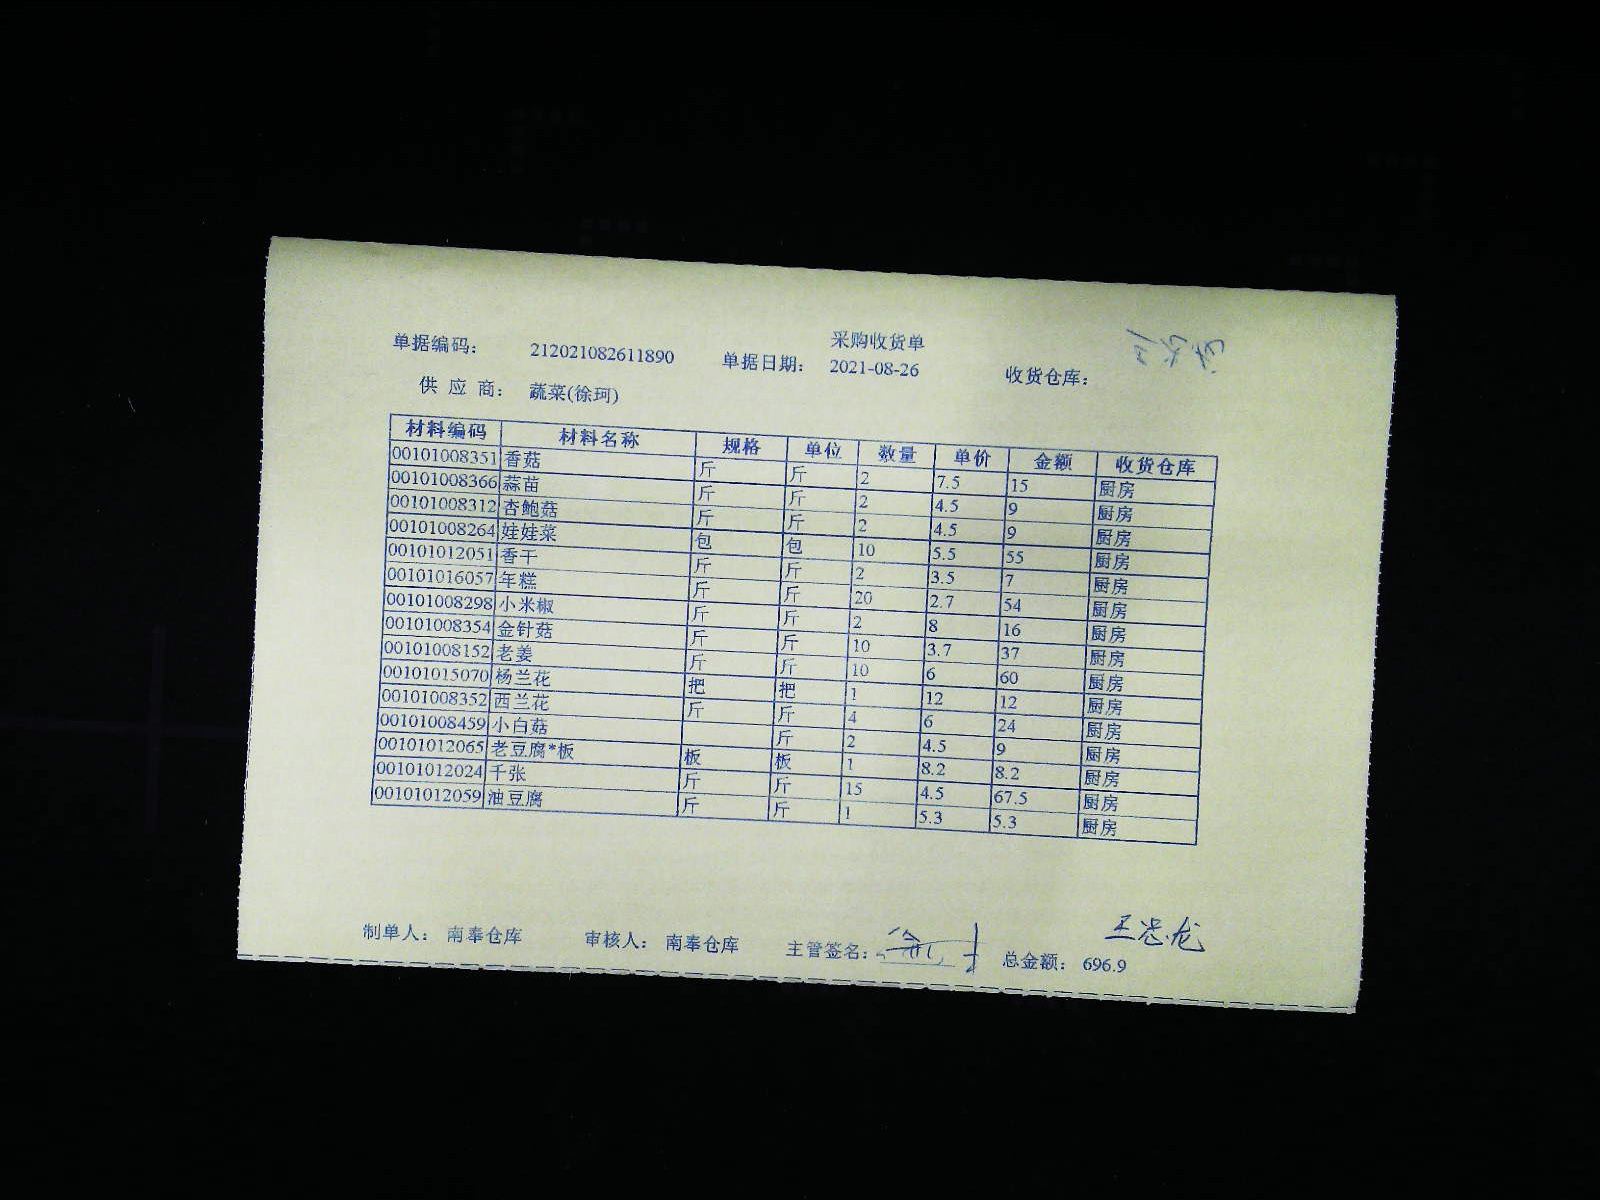 采购收货单
单据编码： 212021082611890 单据日期： 2021-08-26 收货仓库：
供 应 商： 蔬菜(徐珂)
材料编码 材料名称 规格 单位 数量 单价 金额 收货仓库
00101008351 香菇 斤 斤 2 7.5 15 厨房
00101008366 蒜苗 斤 斤 2 4.5 9 厨房
00101008312 杏鲍菇 斤 斤 2 4.5 9 厨房
00101008264 娃娃菜 包 包 10 5.5 55 厨房
00101012051 香干 斤 斤 2 3.5 7 厨房
00101016057 年糕 斤 斤 20 2.7 54 厨房
00101008298 小米椒 斤 斤 2 8 16 厨房
00101008354 金针菇 斤 斤 10 3.7 37 厨房
00101008152 老姜 斤 斤 10 6 60 厨房
00101015070 杨兰花 把 把 1 12 12 厨房
00101008352 西兰花 斤 斤 4 6 24 厨房
00101008459 小白菇 斤 2 4.5 9 厨房
00101012065 老豆腐*板 板 板 1 8.2 8.2 厨房
00101012024 千张 斤 斤 15 4.5 67.5 厨房
00101012059 油豆腐 斤 斤 1 5.3 5.3 厨房
制单人： 南奉仓库 审核人： 南奉仓库 主管签名： 总金额： 696.9